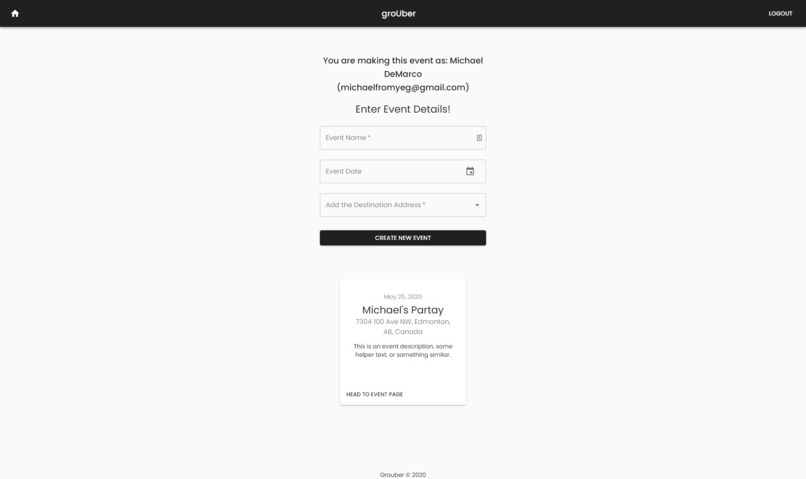 groUber
LOGOUT
You are making this event as: Michael
DeMarco
(michaelfromyeg@gmail.com)
Enter Event Details!
Event Name *
Event Date
Add the Destination Address *
CREATE NEW EVENT
May 25, 2020
Michael's Partay
7304 100 Ave NW, Edmonton,
AB, Canada
This is an event description, some
helper text, or something similar.
HEAD TO EVENT PAGE
Grouber © 2020